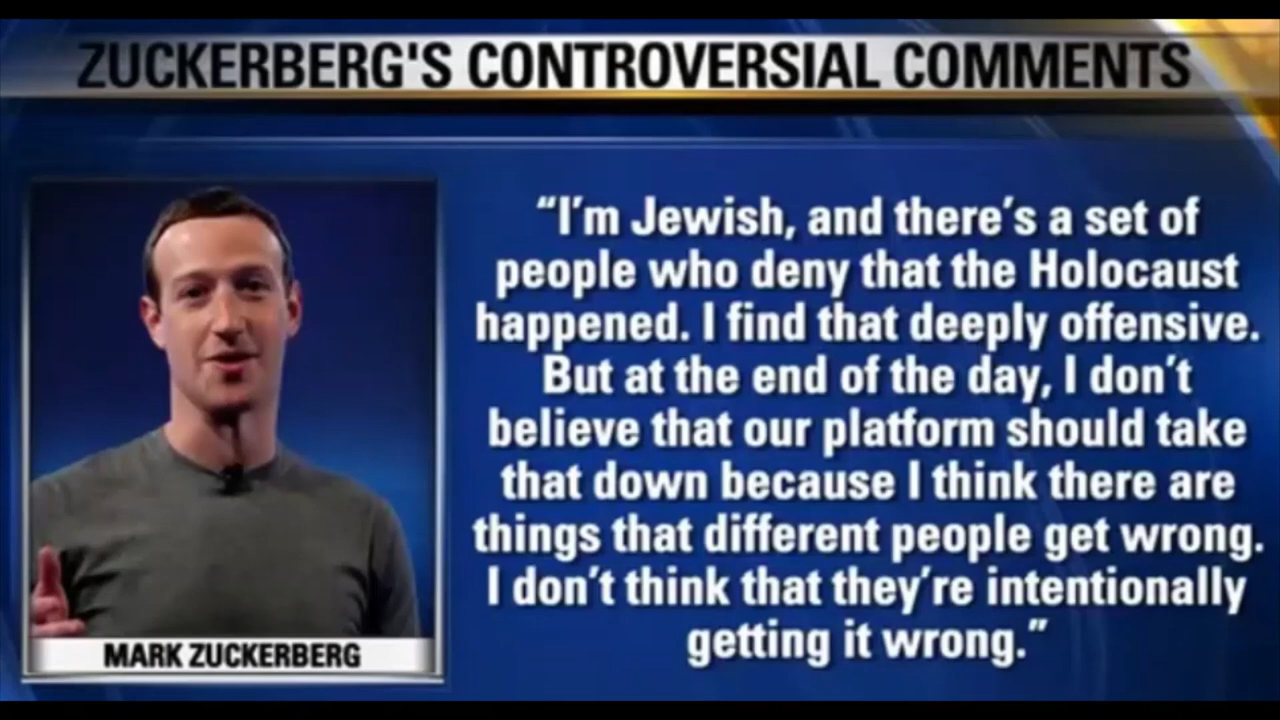 ZUCKERBERG'S CONTROVERSIAL COMMENTS
“I’m Jewish, and there’s a set of
people who deny that the Holocaust
happened. I find that deeply offensive.
But at the end of the day, I don’t
believe that our platform should take
that down because I think there are
things that different people get wrong.
I don’t think that they’re intentionally
getting it wrong.”
MARK ZUCKERBERG